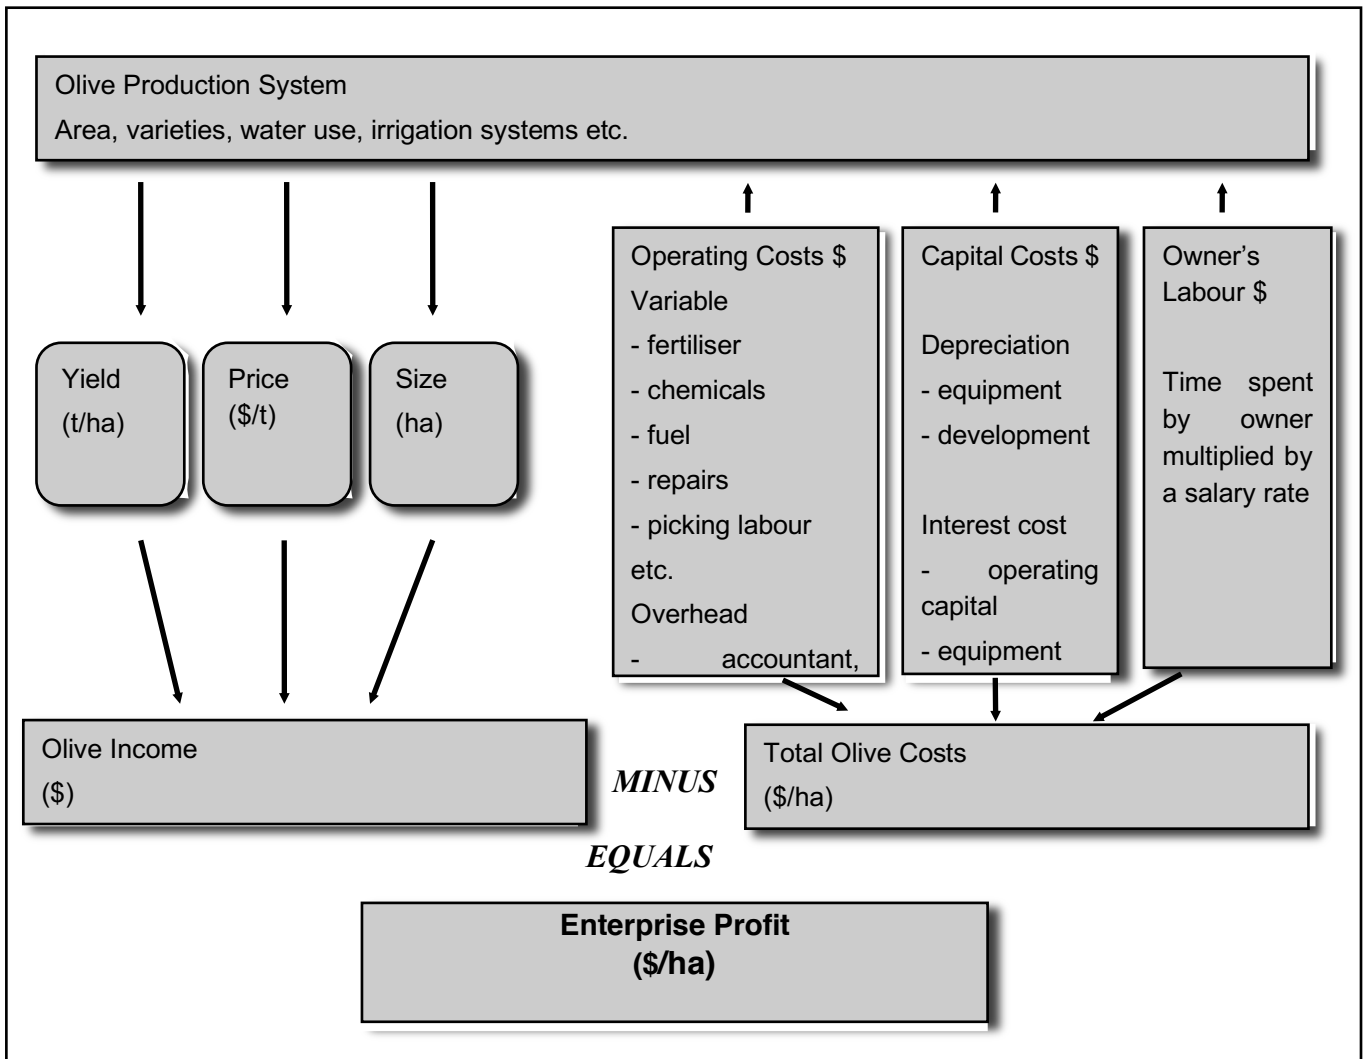 Olive Production System
Area, varieties, water use, irrigation systems etc.
Yield
(t/ha)
Price
($/t)
Size
(ha)
Operating Costs $
Variable
- fertiliser
- chemicals
- fuel
- repairs
- picking labour
etc.
Overhead
- accountant,
Capital Costs $
Depreciation
- equipment
- development
Interest cost
- operating
capital
- equipment
Owner's
Labour $
Time spent
by owner
multiplied by
a salary rate
Olive Income
($)
MINUS
Total Olive Costs
($/ha)
EQUALS
Enterprise Profit
($/ha)